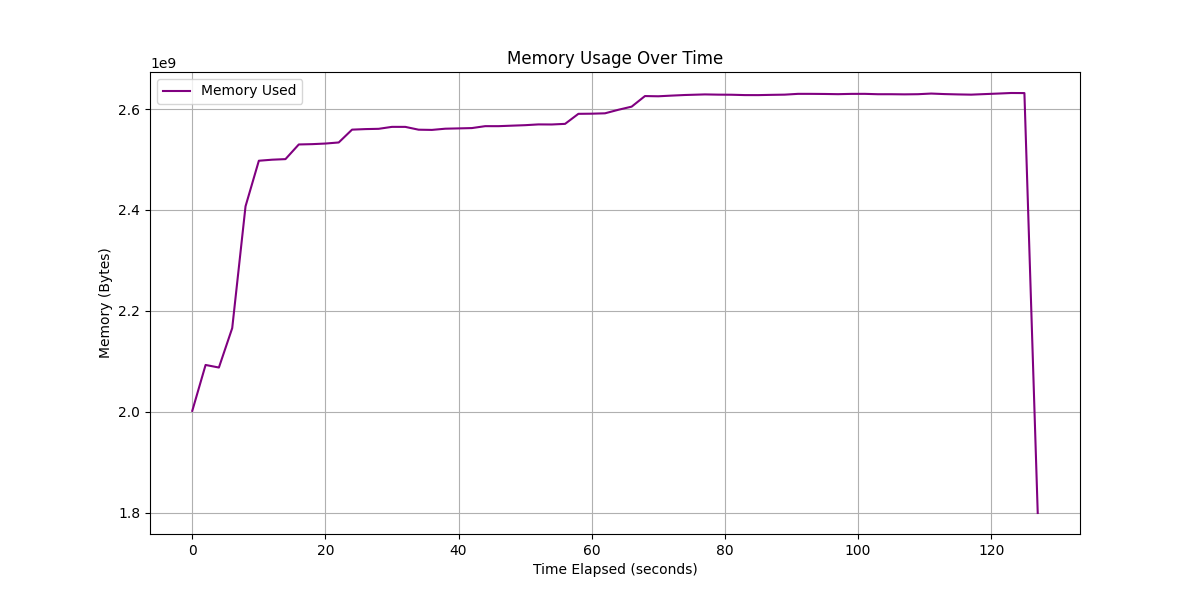 Memory Usage Over Time
1e9
Memory Used
2.6
2.4
2.2
2.0
1.8
Memory (Bytes)
0 20 40 60 80 100 120
Time Elapsed (seconds)